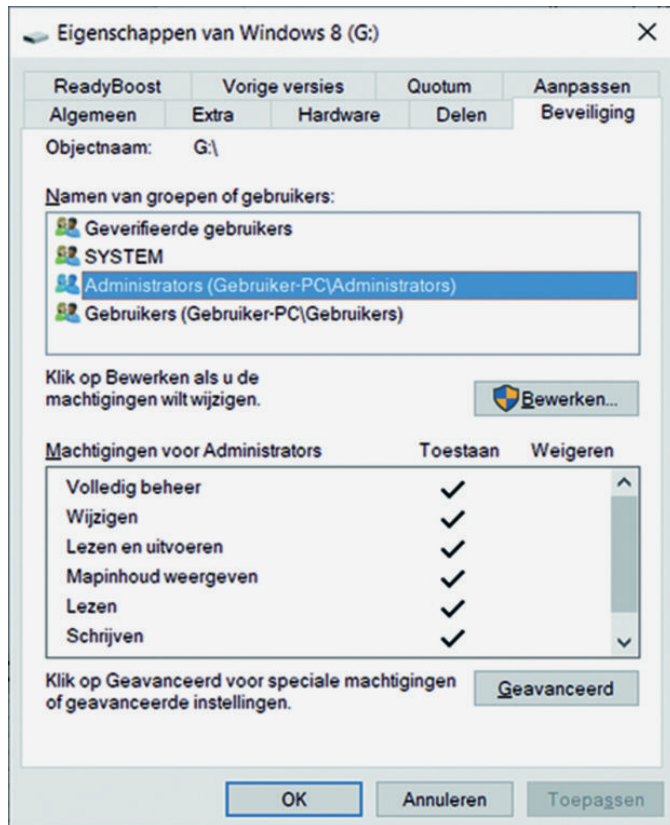 Eigenschappen van Windows 8 (G:)
ReadyBoost Vorige versies Quotum Aanpassen
Algemeen Extra Hardware Delen Beveiliging
Objectnaam: G:\
Namen van groepen of gebruikers:
Geverifieerde gebruikers
SYSTEM
Administrators (Gebruiker-PC\Administrators)
Gebruikers (Gebruiker-PC\Gebruikers)
Klik op Bewerken als u de
machtigingen wilt wijzigen.
Bewerken...
Machtigingen voor Administrators Toestaan Weigeren
Volledig beheer
Wijzigen
Lezen en uitvoeren
Mapinhoud weergeven
Lezen
Schrijven
Klik op Geavanceerd voor speciale machtigingen
of geavanceerde instellingen.
Geavanceerd
OK Annuleren Toepassen